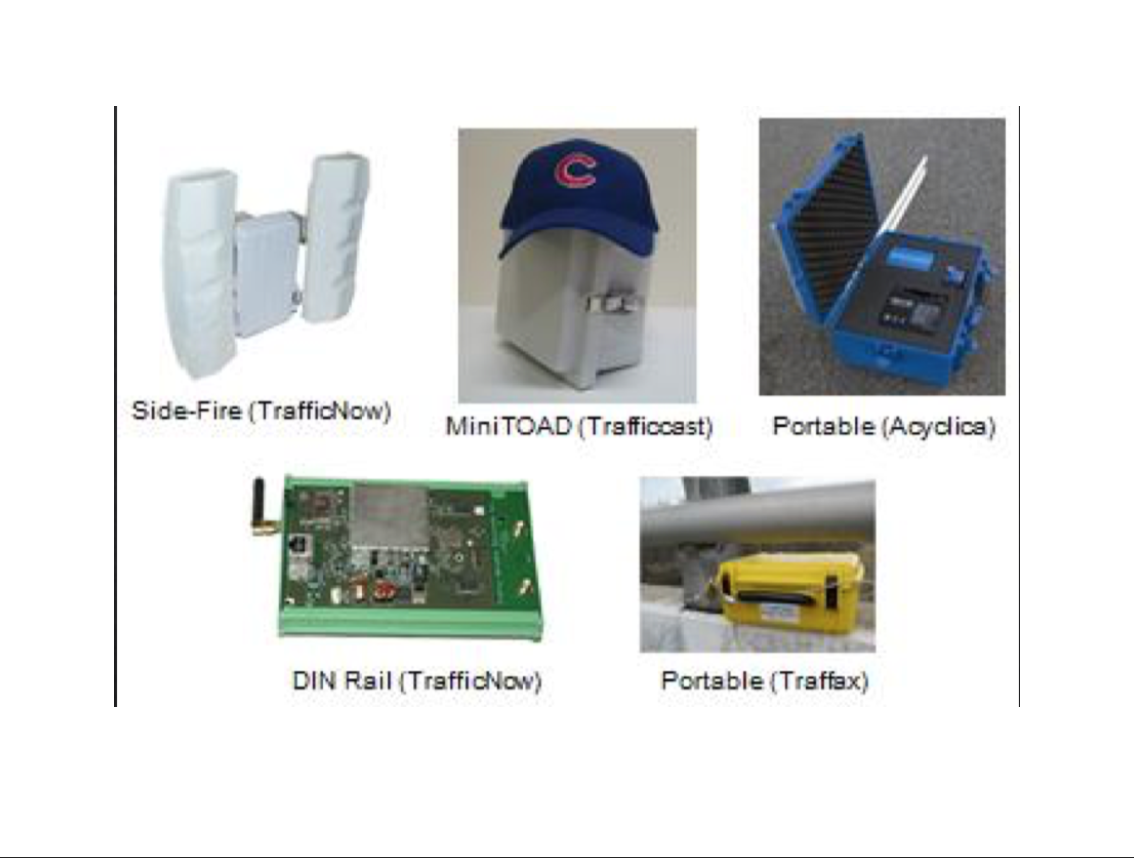 C
Side-Fire (TrafficNow)
MiniTOAD (Trafficcast)
Portable (Acyclica)
DIN Rail (TrafficNow)
Portable (Traffax)